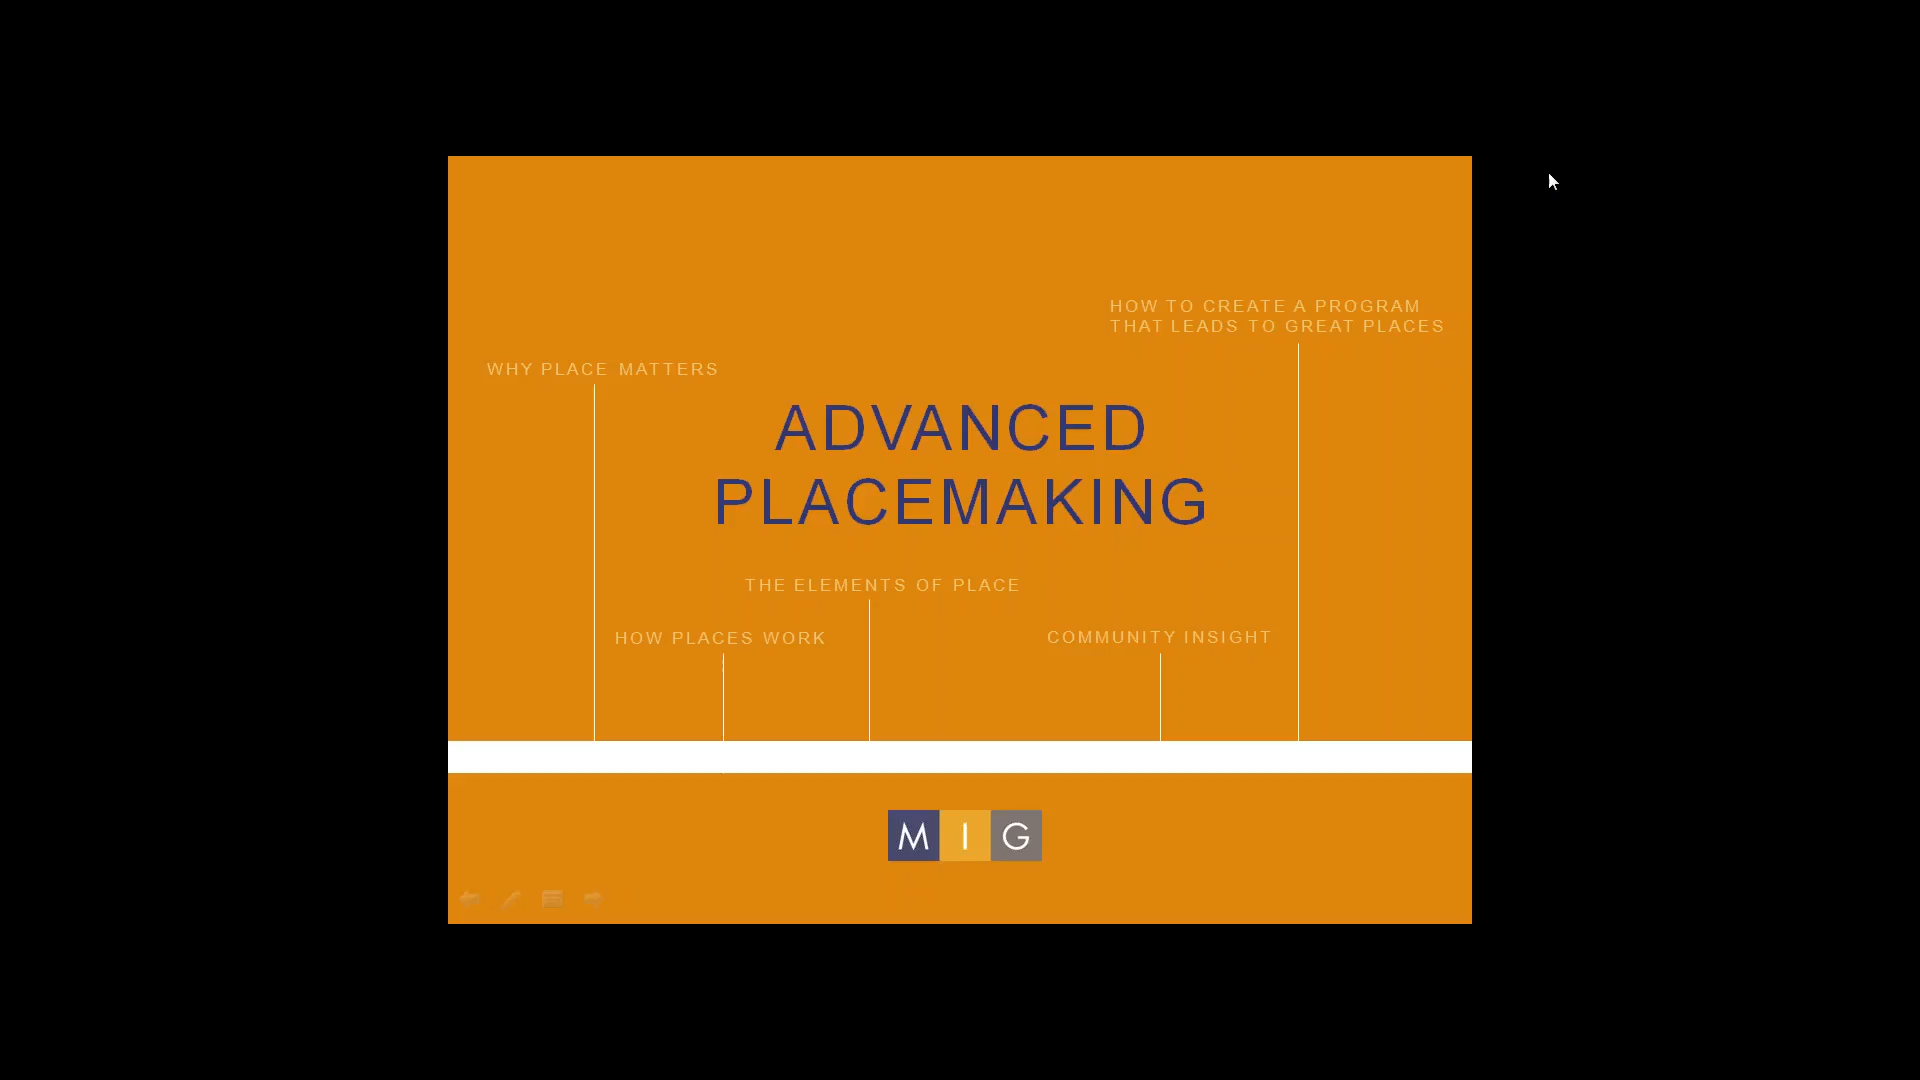 HOW TO CREATE A PROGRAM
THAT LEADS TO GREAT PLACES
WHY PLACE MATTERS
ADVANCED
PLACEMAKING
THE ELEMENTS OF PLACE
HOW PLACES WORK
COMMUNITY INSIGHT
MIG